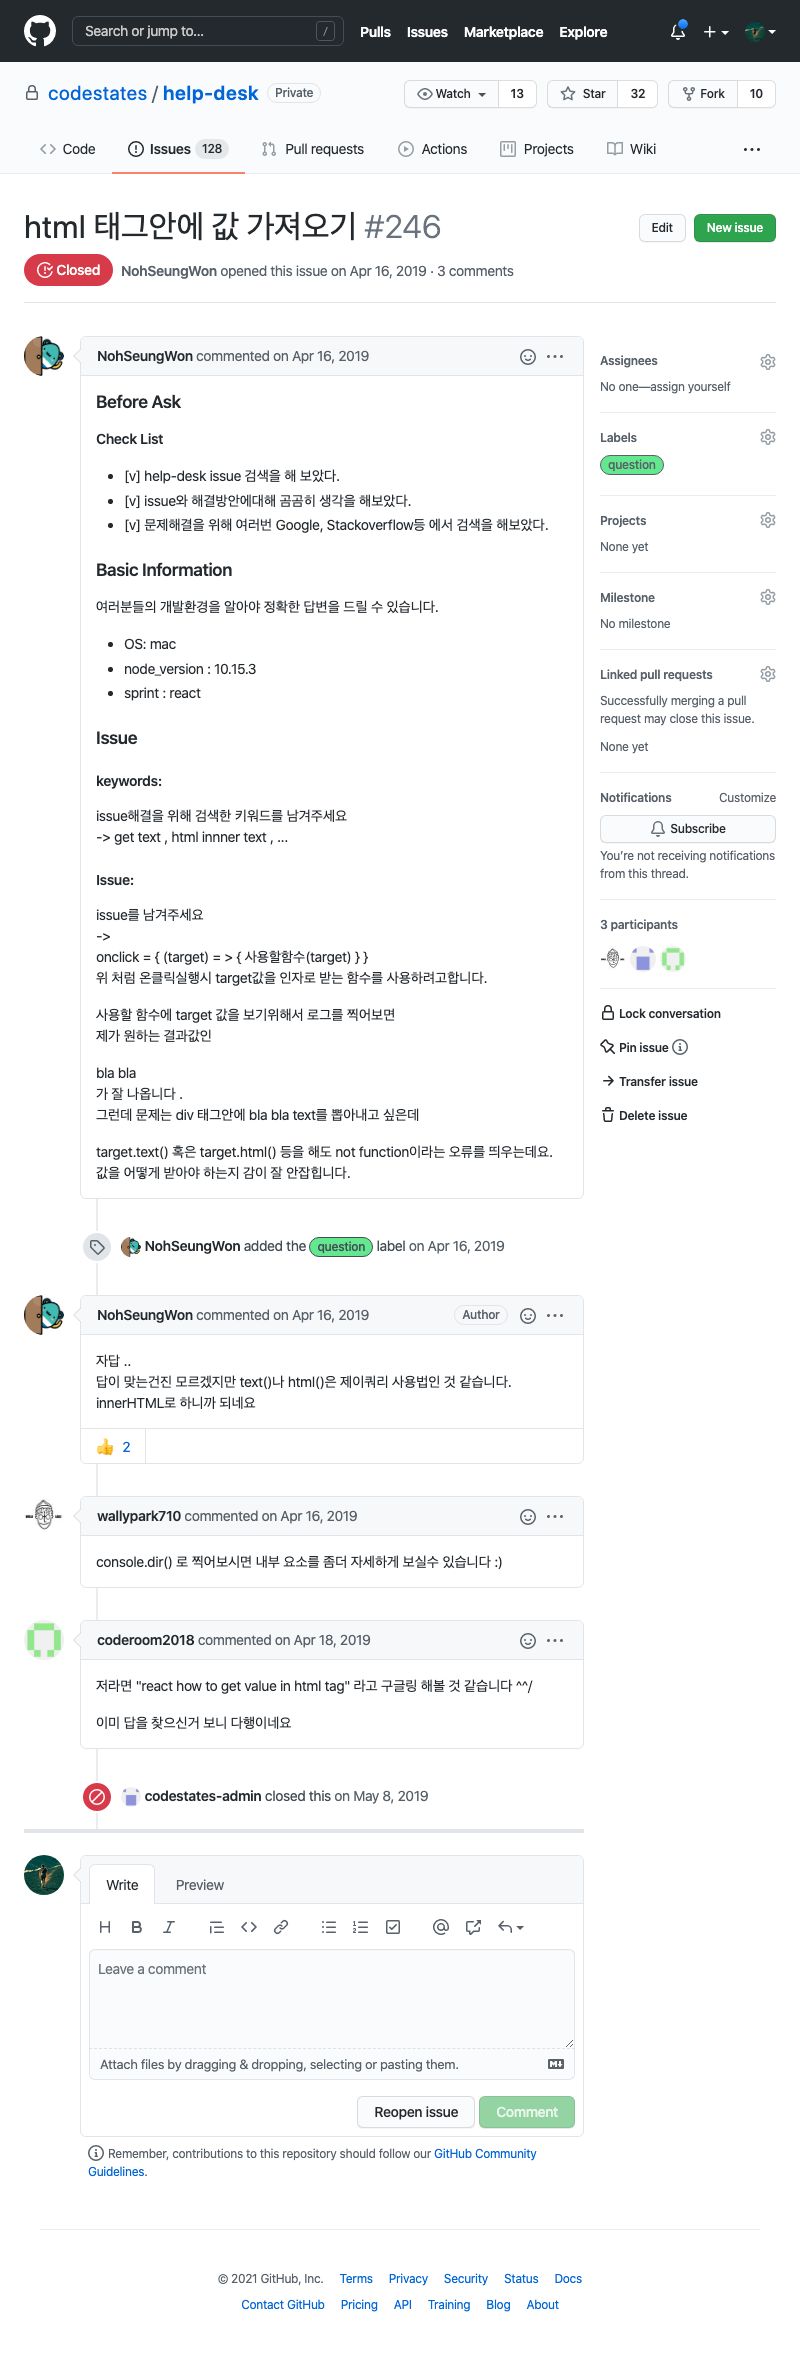 Search or jump to... /
Pulls Issues Marketplace Explore
codestates / help-desk Private
Watch 13 Star 32 Fork 10
Code Issues 128 Pull requests Actions Projects Wiki ...
html 태그안에 값 가져오기 #246
Edit New issue
Closed NohSeungWon opened this issue on Apr 16, 2019 · 3 comments
NohSeungWon commented on Apr 16, 2019
Before Ask
Check List
• [v] help-desk issue 검색을 해 보았다.
• [v] issue와 해결방안에대해 곰곰히 생각을 해보았다.
• [v] 문제해결을 위해 여러번 Google, Stackoverflow등 에서 검색을 해보았다.
Basic Information
여러분들의 개발환경을 알아야 정확한 답변을 드릴 수 있습니다.
• OS: mac
• node_version : 10.15.3
• sprint : react
Issue
keywords:
issue해결을 위해 검색한 키워드를 남겨주세요
-> get text , html innner text , ...
Issue:
issue를 남겨주세요
->
onclick = { (target) = > { 사용할함수(target) } }
위 처럼 온클릭실행시 target값을 인자로 받는 함수를 사용하려고합니다.
사용할 함수에 target 값을 보기위해서 로그를 찍어보면
제가 원하는 결과값인
bla bla
가 잘 나옵니다 .
그런데 문제는 div 태그안에 bla bla text를 뽑아내고 싶은데
target.text() 혹은 target.html() 등을 해도 not function이라는 오류를 띄우는데요.
값을 어떻게 받아야 하는지 감이 잘 안잡힙니다.
Assignees
No one—assign yourself
Labels
question
Projects
None yet
Milestone
No milestone
Linked pull requests
Successfully merging a pull
request may close this issue.
None yet
Notifications Customize
Subscribe
You're not receiving notifications
from this thread.
3 participants
Lock conversation
Pin issue
Transfer issue
Delete issue
NohSeungWon added the question label on Apr 16, 2019
NohSeungWon commented on Apr 16, 2019 Author
자답 ..
답이 맞는건진 모르겠지만 text()나 html()은 제이쿼리 사용법인 것 같습니다.
innerHTML로 하니까 되네요
👍 2
wallypark710 commented on Apr 16, 2019
console.dir() 로 찍어보시면 내부 요소를 좀더 자세하게 보실수 있습니다 :)
coderoom2018 commented on Apr 18, 2019
저라면 "react how to get value in html tag" 라고 구글링 해볼 것 같습니다 ^^/
이미 답을 찾으신거 보니 다행이네요
codestates-admin closed this on May 8, 2019
Write Preview
Leave a comment
Attach files by dragging & dropping, selecting or pasting them.
Reopen issue Comment
Remember, contributions to this repository should follow our GitHub Community
Guidelines.
© 2021 GitHub, Inc. Terms Privacy Security Status Docs
Contact GitHub Pricing API Training Blog About